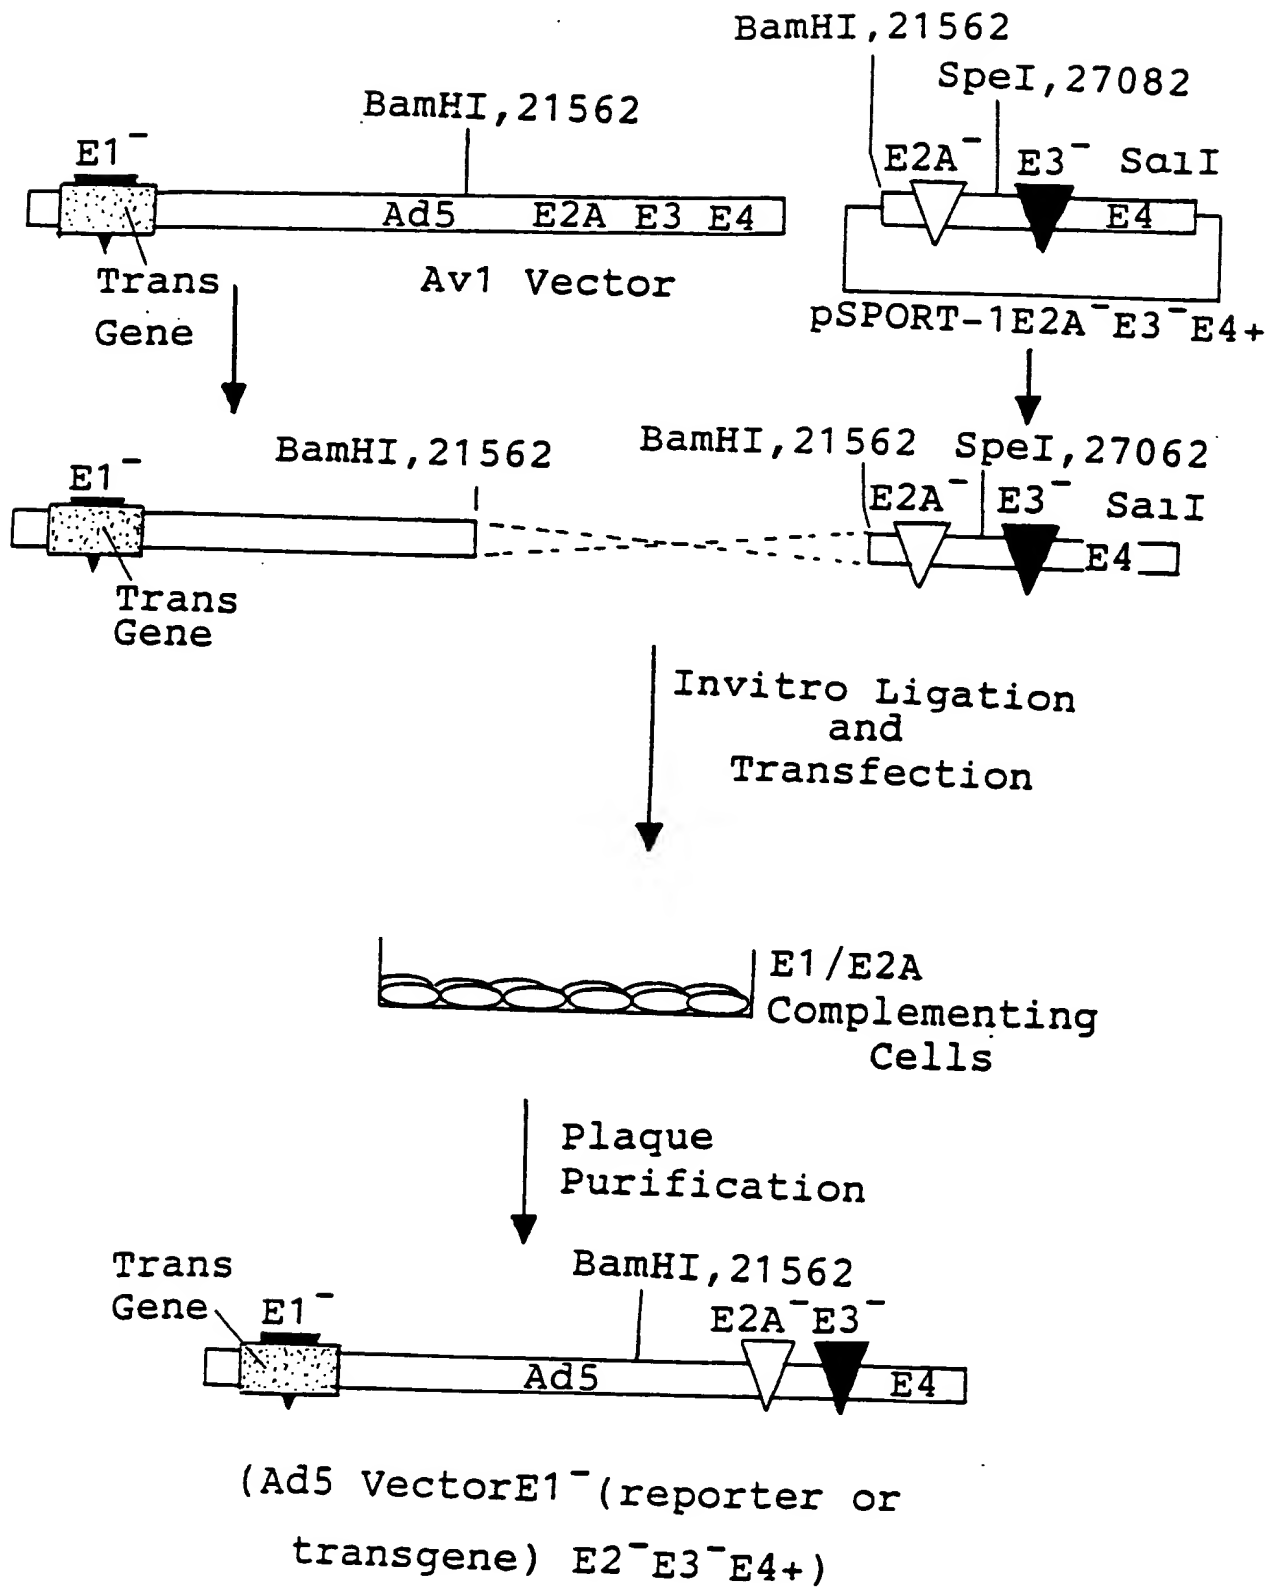 BamHI,21562
SpeI,27082
BamHI,21562
E1⁻
E2A⁻
E3⁻
SalI
Ad5
E2A
E3
E4
E4
Trans
Gene
Av1 Vector
pSPORT-1E2A⁻E3⁻E4+
BamHI,21562
BamHI,21562
SpeI,27062
E1⁻
E2A⁻
E3⁻
SalI
E4
Trans
Gene
Invitro Ligation
and
Transfection
E1/E2A
Complementing
Cells
Plaque
Purification
Trans
Gene
E1⁻
BamHI,21562
E2A⁻E3⁻
Ad5
E4
(Ad5 VectorE1⁻(reporter or
transgene) E2⁻E3⁻E4+)